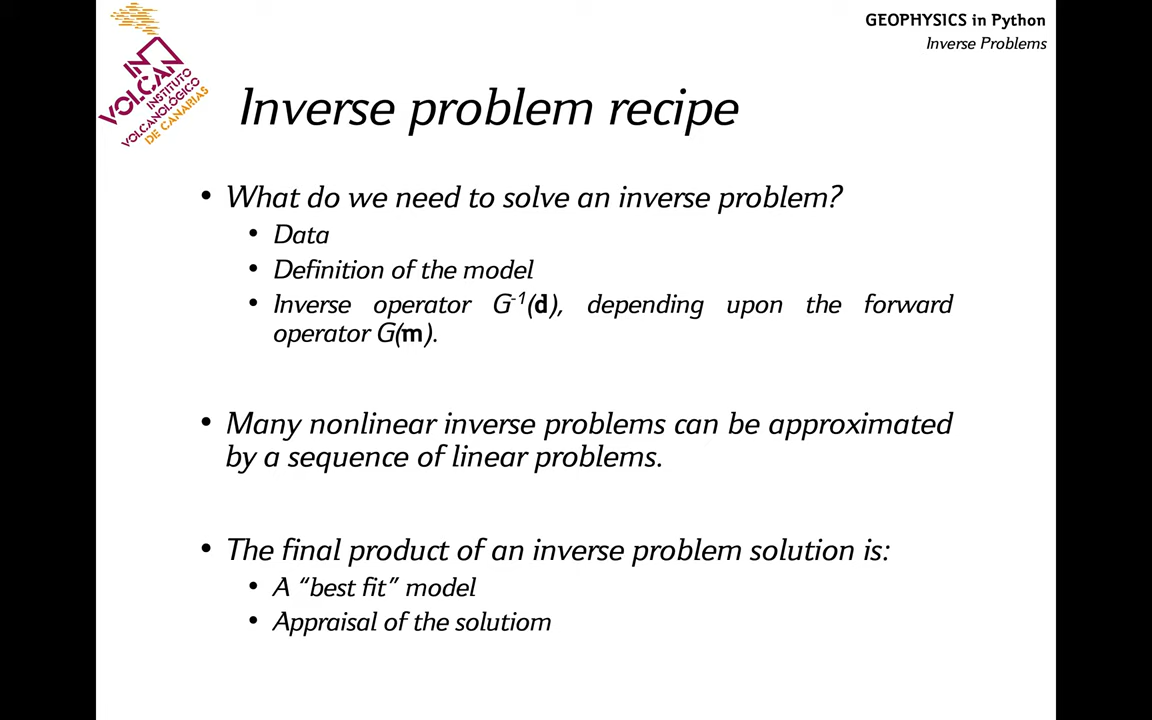 GEOPHYSICS in Python
Inverse Problems
IN
VOLCAN
INSTITUTO
VOLCANOLÓGICO
DE CANARIAS
Inverse problem recipe
• What do we need to solve an inverse problem?
• Data
• Definition of the model
• Inverse operator G⁻¹(d), depending upon the forward
operator G(m).
• Many nonlinear inverse problems can be approximated
by a sequence of linear problems.
• The final product of an inverse problem solution is:
• A “best fit” model
• Appraisal of the solutiom